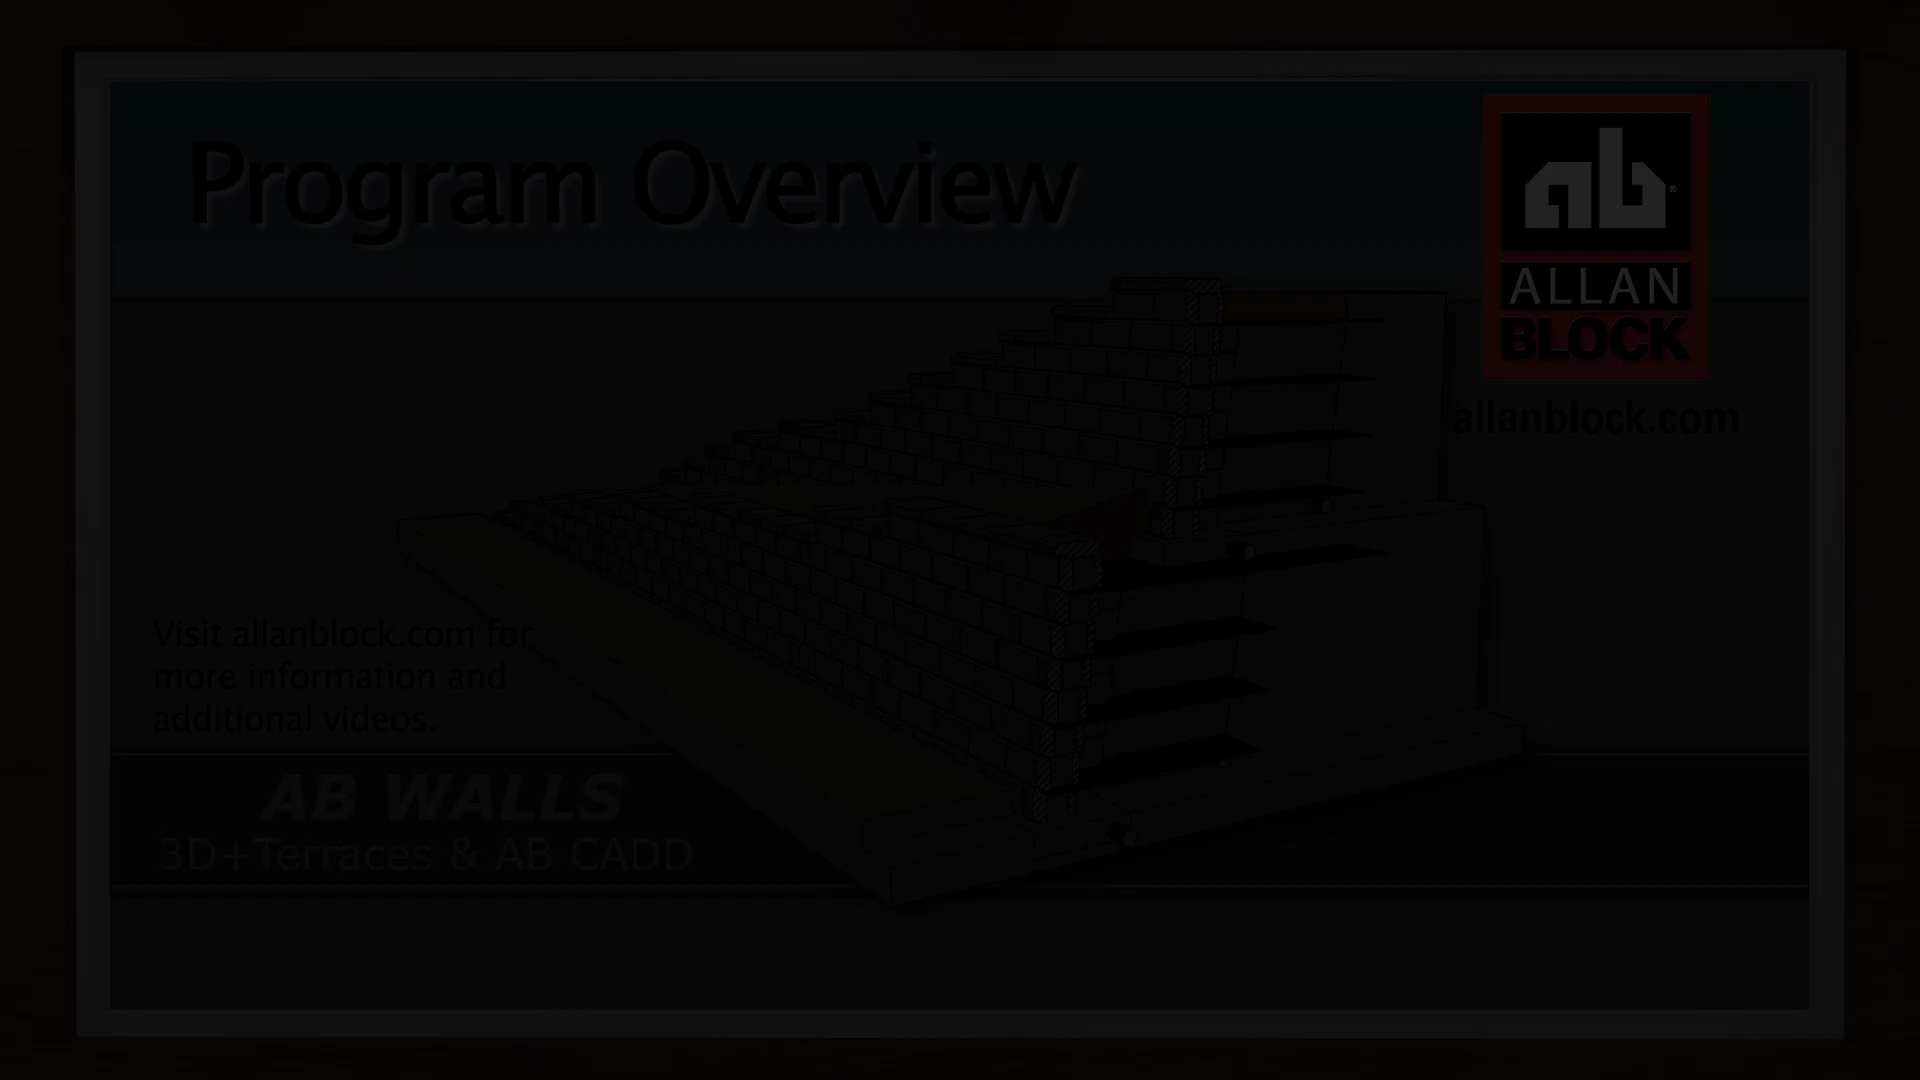 Program Overview
ab®
ALLAN
BLOCK
allanblock.com
Visit allanblock.com for
more information and
additional videos.
AB WALLS
3D+Terraces & AB CADD